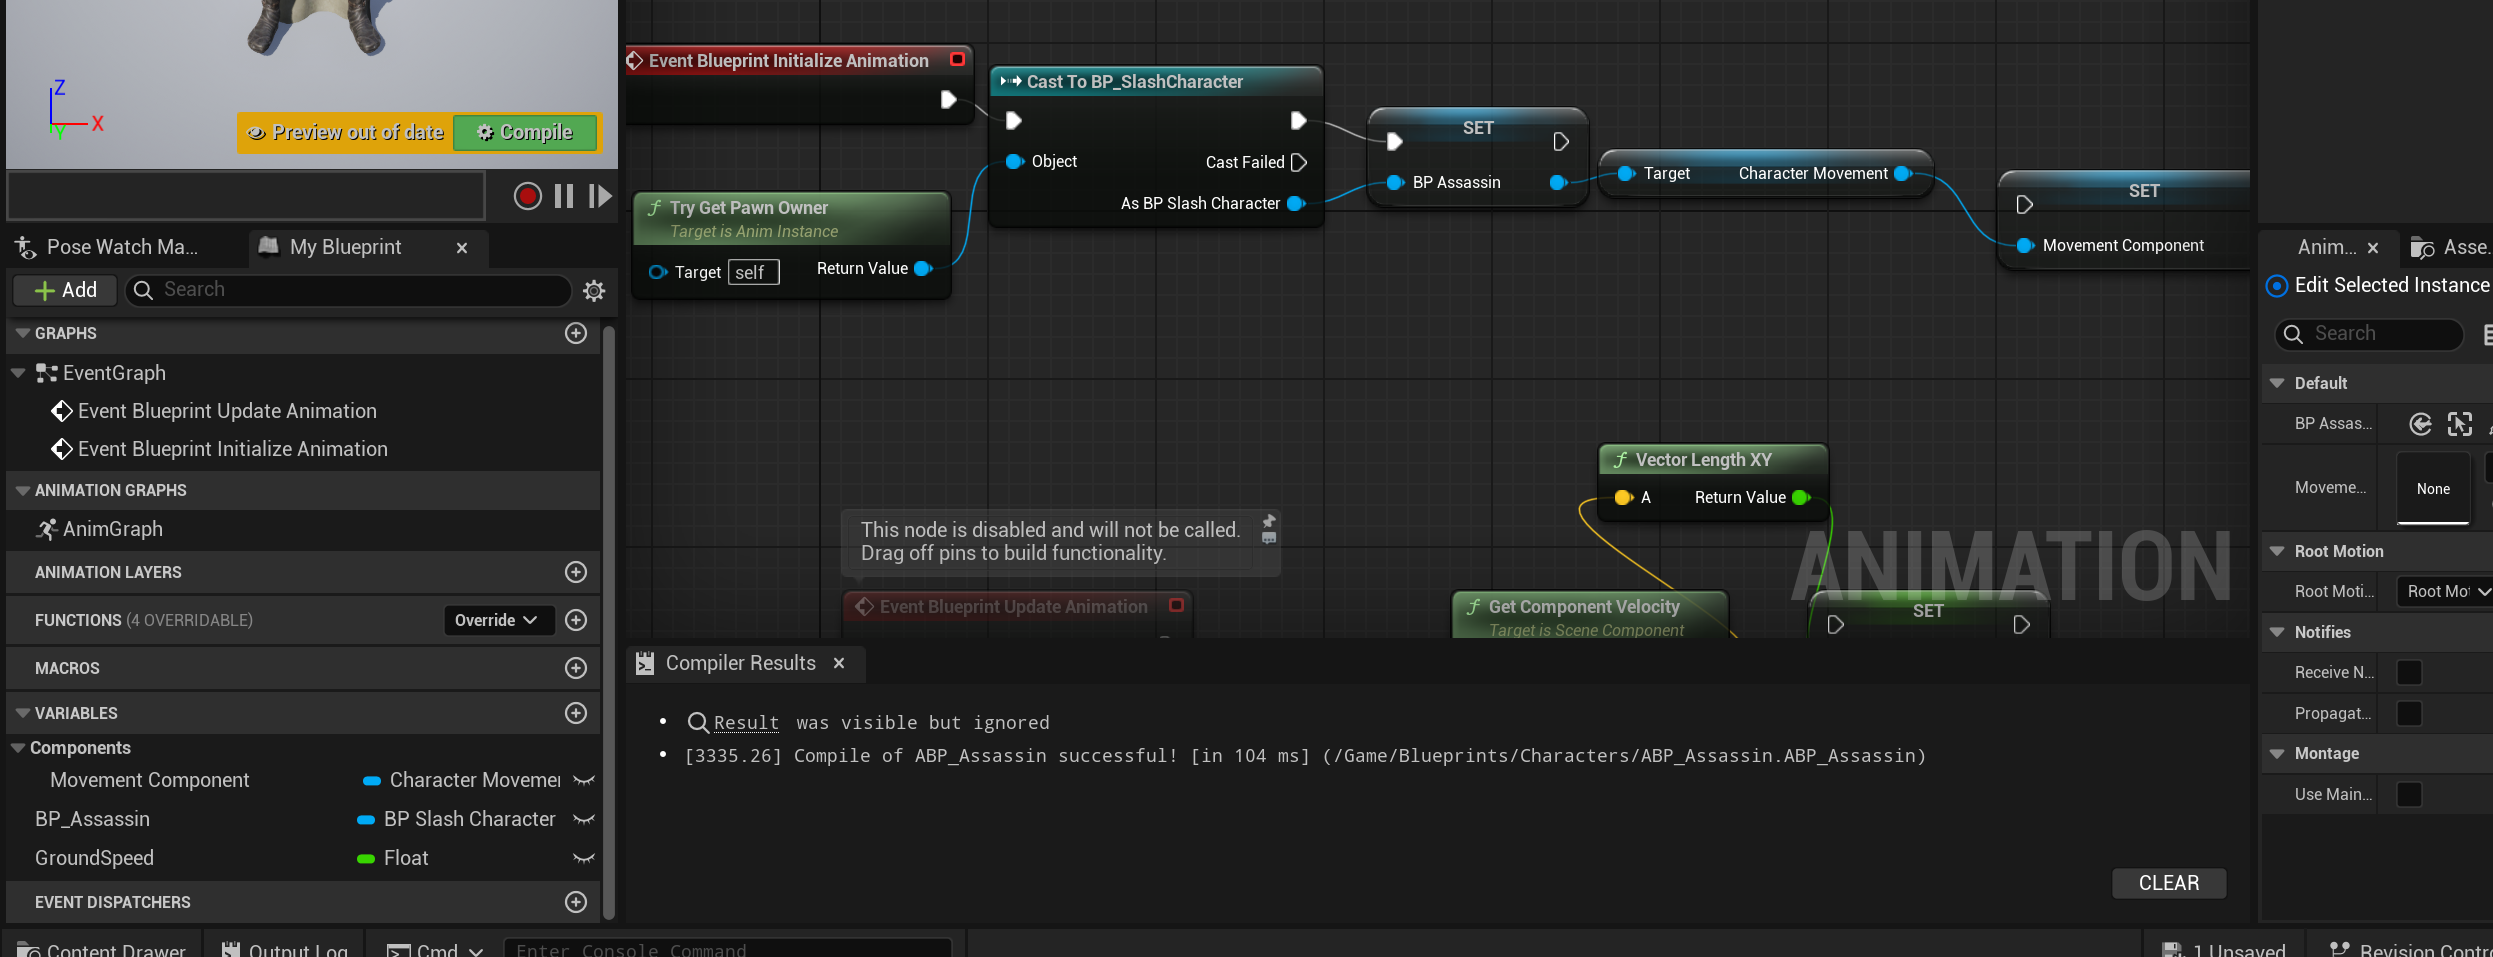 Z
X
Y
Preview out of date
Compile
Pose Watch Ma...
My Blueprint
Add
Search
GRAPHS
EventGraph
Event Blueprint Update Animation
Event Blueprint Initialize Animation
ANIMATION GRAPHS
AnimGraph
ANIMATION LAYERS
FUNCTIONS (4 OVERRIDABLE)
Override
MACROS
VARIABLES
Components
Movement Component
Character Movemer
BP_Assassin
BP Slash Character
GroundSpeed
Float
EVENT DISPATCHERS
Event Blueprint Initialize Animation
Cast To BP_SlashCharacter
Object
Cast Failed
As BP Slash Character
Try Get Pawn Owner
Target is Anim Instance
Target
self
Return Value
SET
BP Assassin
Target
Character Movement
SET
Movement Component
Vector Length XY
A
Return Value
This node is disabled and will not be called.
Drag off pins to build functionality.
Event Blueprint Update Animation
Get Component Velocity
Target is Scene Component
ANIMATION
SET
Compiler Results
Result was visible but ignored
[3335.26] Compile of ABP_Assassin successful! [in 104 ms] (/Game/Blueprints/Characters/ABP_Assassin.ABP_Assassin)
CLEAR
Anim...
Asse..
Edit Selected Instance
Search
Default
BP Assas...
Moveme...
None
Root Motion
Root Moti...
Root Mot
Notifies
Receive N...
Propagat...
Montage
Use Main...
Content Drawer
Output Log
Cmd
Enter Console Command
1 Unsaved
Revision Contr